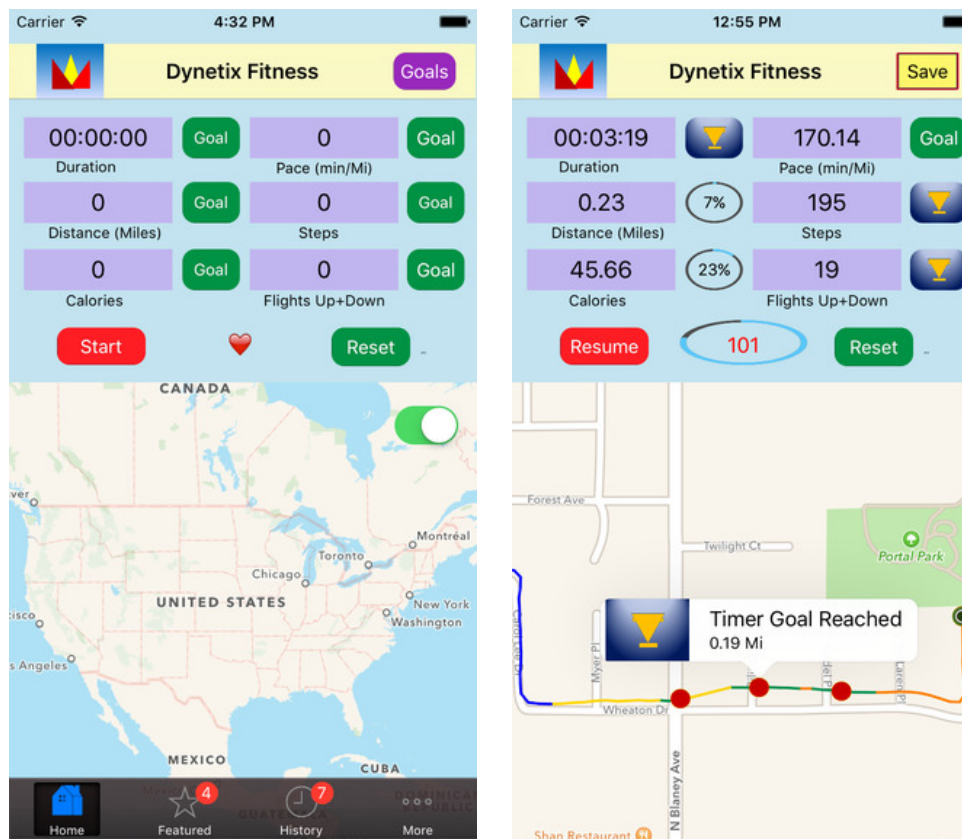 Carrier 4:32 PM
Dynetix Fitness Goals
00:00:00 Goal 0 Goal
Duration Pace (min/Mi)
0 Goal 0 Goal
Distance (Miles) Steps
0 Goal 0 Goal
Calories Flights Up+Down
Start Reset
CANADA
ver
Montréal
Toronto
Chicago
UNITED STATES
New York
Washington
isco
s Angeles
MEXICO
CUBA
DOMINICA
REPUBLIC
4
7
Home Featured History More
Carrier 12:55 PM
Dynetix Fitness Save
00:03:19 170.14 Goal
Duration Pace (min/Mi)
0.23 7% 195
Distance (Miles) Steps
45.66 23% 19
Calories Flights Up+Down
Resume 101 Reset
Forest Ave
Twilight Ct
Portal Park
Timer Goal Reached
0.19 Mi
Myer Pl
Wheaton Dr
N Blaney Ave
Shan Restaurant